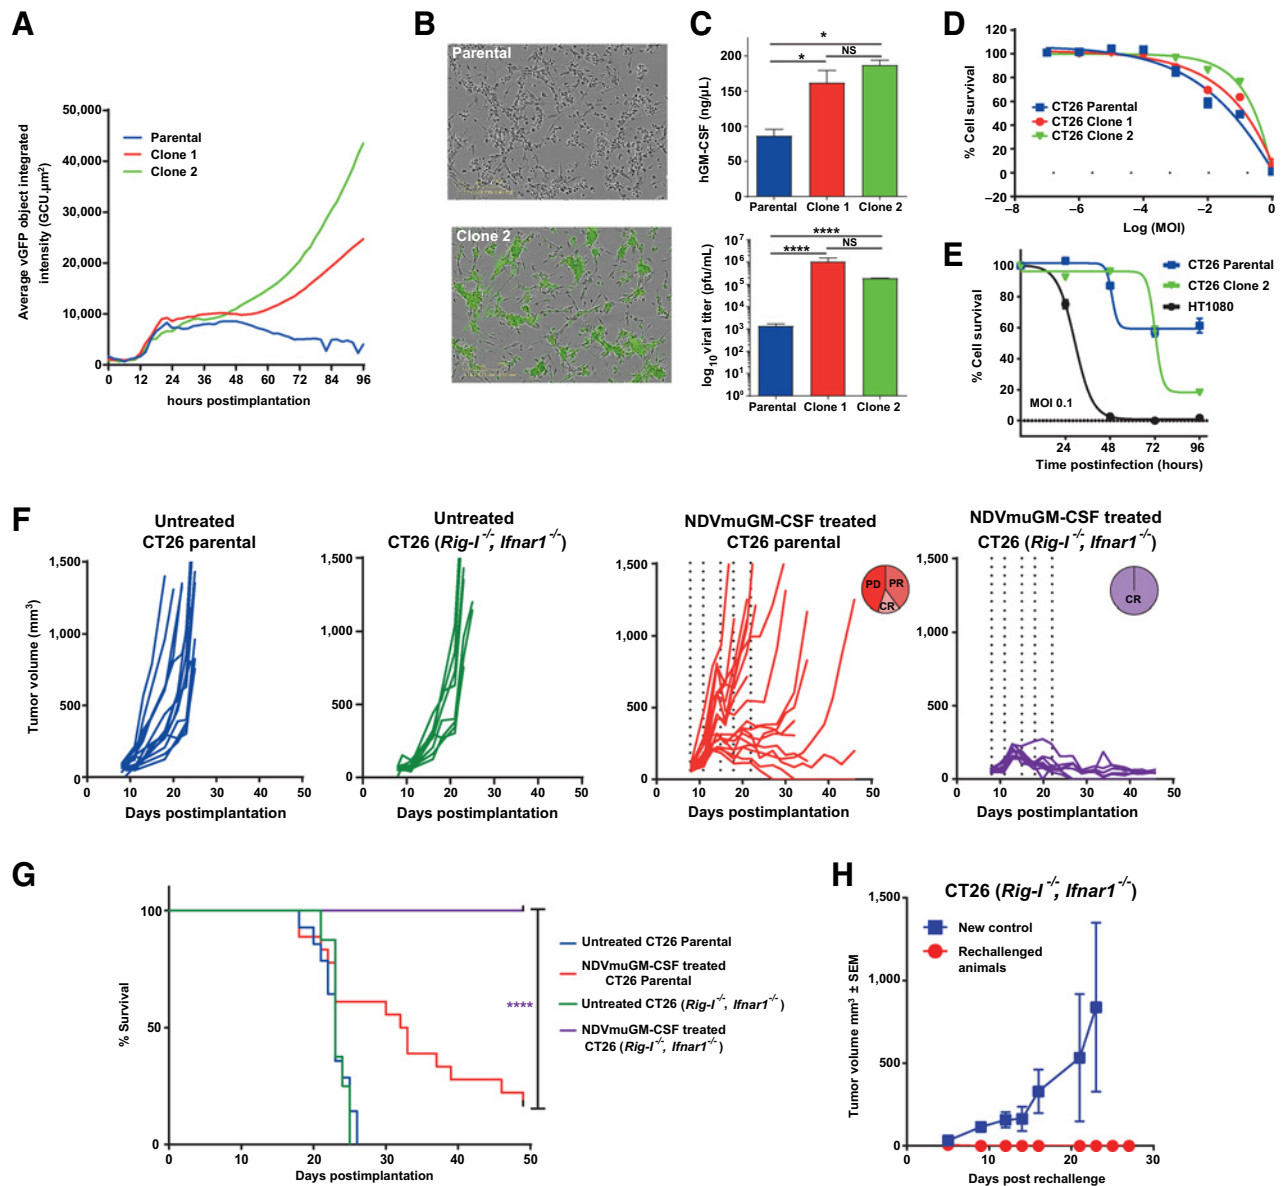 A
Average vGFP object integrated
intensity (GCU.µm²)
50,000
40,000
30,000
20,000
10,000
0
Parental
Clone 1
Clone 2
0 12 24 36 48 60 72 84 96
hours postimplantation
B
Parental
Clone 2
C
hGM-CSF (ng/µL)
200
150
100
50
0
*
*
NS
Parental Clone 1 Clone 2
log10 viral titer (pfu/mL)
10⁷
10⁶
10⁵
10⁴
10³
10²
10¹
10⁰
****
****
NS
Parental Clone 1 Clone 2
D
% Cell survival
120
100
80
60
40
20
0
–20
CT26 Parental
CT26 Clone 1
CT26 Clone 2
–8 –6 –4 –2 0
Log (MOI)
E
% Cell survival
100
80
60
40
20
0
MOI 0.1
CT26 Parental
CT26 Clone 2
HT1080
24 48 72 96
Time postinfection (hours)
F
Untreated
CT26 parental
Tumor volume (mm³)
1,500
1,000
500
0
0 10 20 30 40 50
Days postimplantation
Untreated
CT26 (Rig-I-/-, Ifnar1-/-)
1,500
1,000
500
0
0 10 20 30 40 50
Days postimplantation
NDVmuGM-CSF treated
CT26 parental
PD PR
CR
1,500
1,000
500
0
0 10 20 30 40 50
Days postimplantation
NDVmuGM-CSF treated
CT26 (Rig-I-/-, Ifnar1-/-)
CR
1,500
1,000
500
0
0 10 20 30 40 50
Days postimplantation
G
% Survival
100
50
0
0 10 20 30 40 50
Days postimplantation
****
Untreated CT26 Parental
NDVmuGM-CSF treated
CT26 Parental
Untreated CT26 (Rig-I-/-, Ifnar1-/-)
NDVmuGM-CSF treated
CT26 (Rig-I-/-, Ifnar1-/-)
H
CT26 (Rig-I-/-, Ifnar1-/-)
Tumor volume mm³ ± SEM
1,500
1,000
500
0
New control
Rechallenged
animals
0 10 20 30
Days post rechallenge